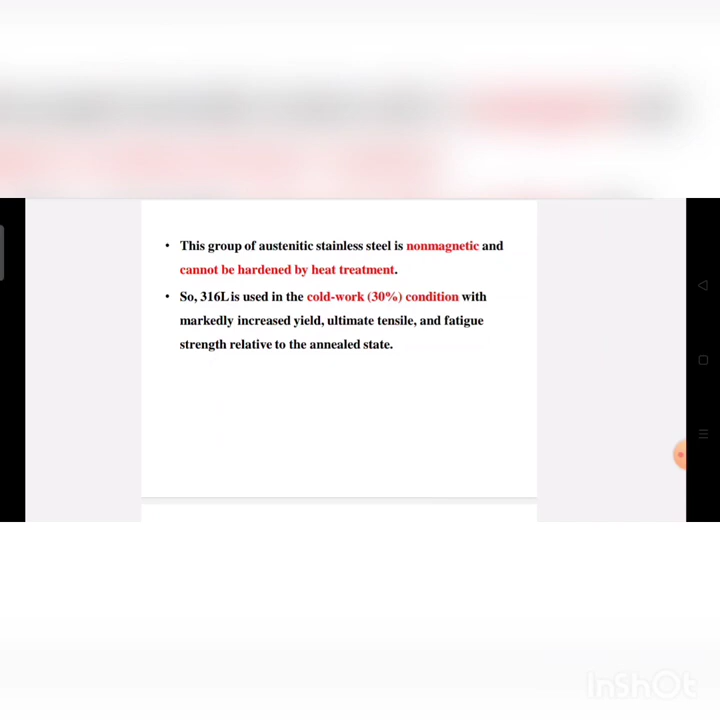 • This group of austenitic stainless steel is nonmagnetic and
cannot be hardened by heat treatment.
• So, 316L is used in the cold-work (30%) condition with
markedly increased yield, ultimate tensile, and fatigue
strength relative to the annealed state.
InShOt